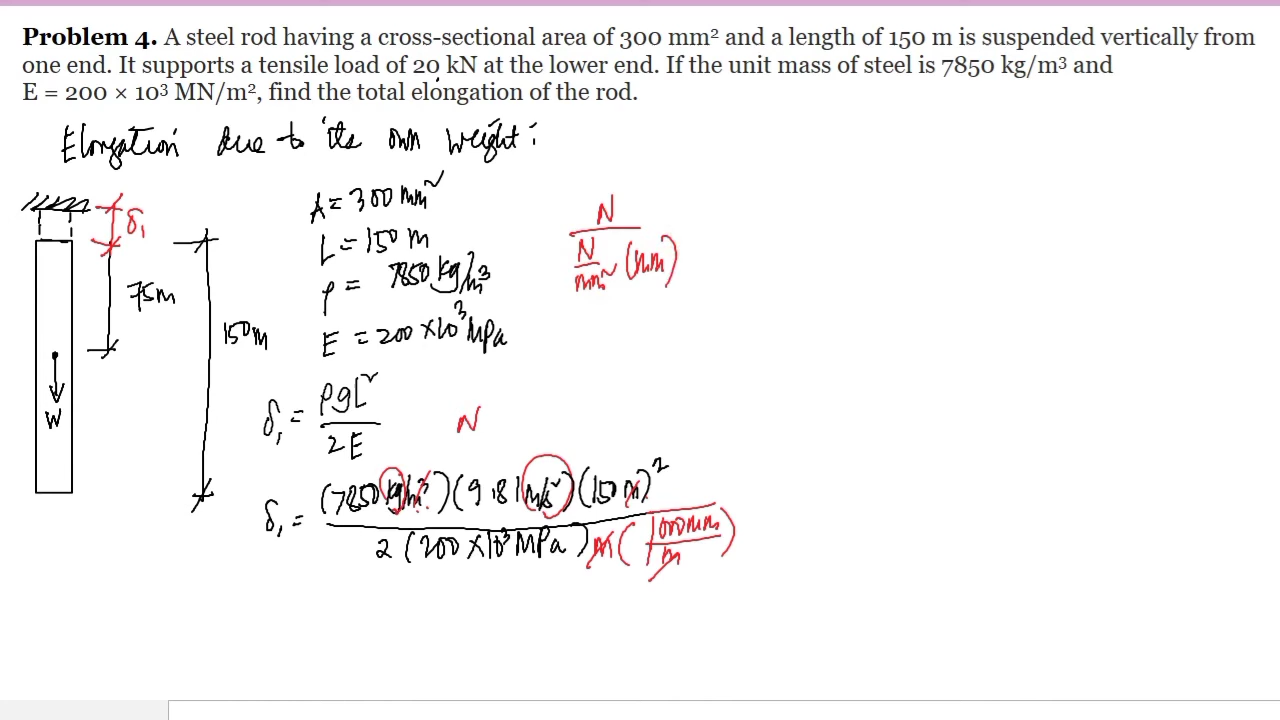 Problem 4. A steel rod having a cross-sectional area of 300 mm² and a length of 150 m is suspended vertically from
one end. It supports a tensile load of 20 kN at the lower end. If the unit mass of steel is 7850 kg/m³ and
E = 200 × 10³ MN/m², find the total elongation of the rod.
Elongation due to its own weight:
δ₁
75m
150m
W
A = 300 mm²
L = 150 m
ρ = 7850 kg/m³
E = 200 × 10³ MPa
N
N/mm² (mm)
δ₁ = ρgL² / 2E
N
δ₁ = (7850 kg/m³)(9.81 m/s²)(150 m)²
2 (200 × 10³ MPa) m (1000mm/m)